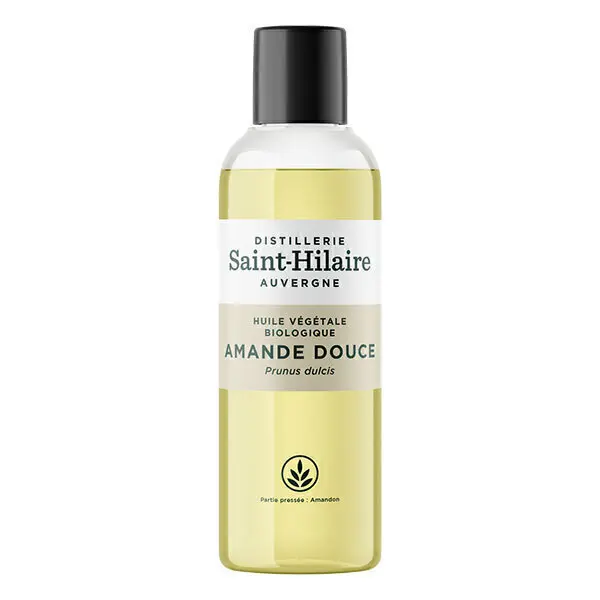 DISTILLERIE
Saint-Hilaire
AUVERGNE
HUILE VÉGÉTALE
BIOLOGIQUE
AMANDE DOUCE
Prunus dulcis
Partie pressée : Amandon